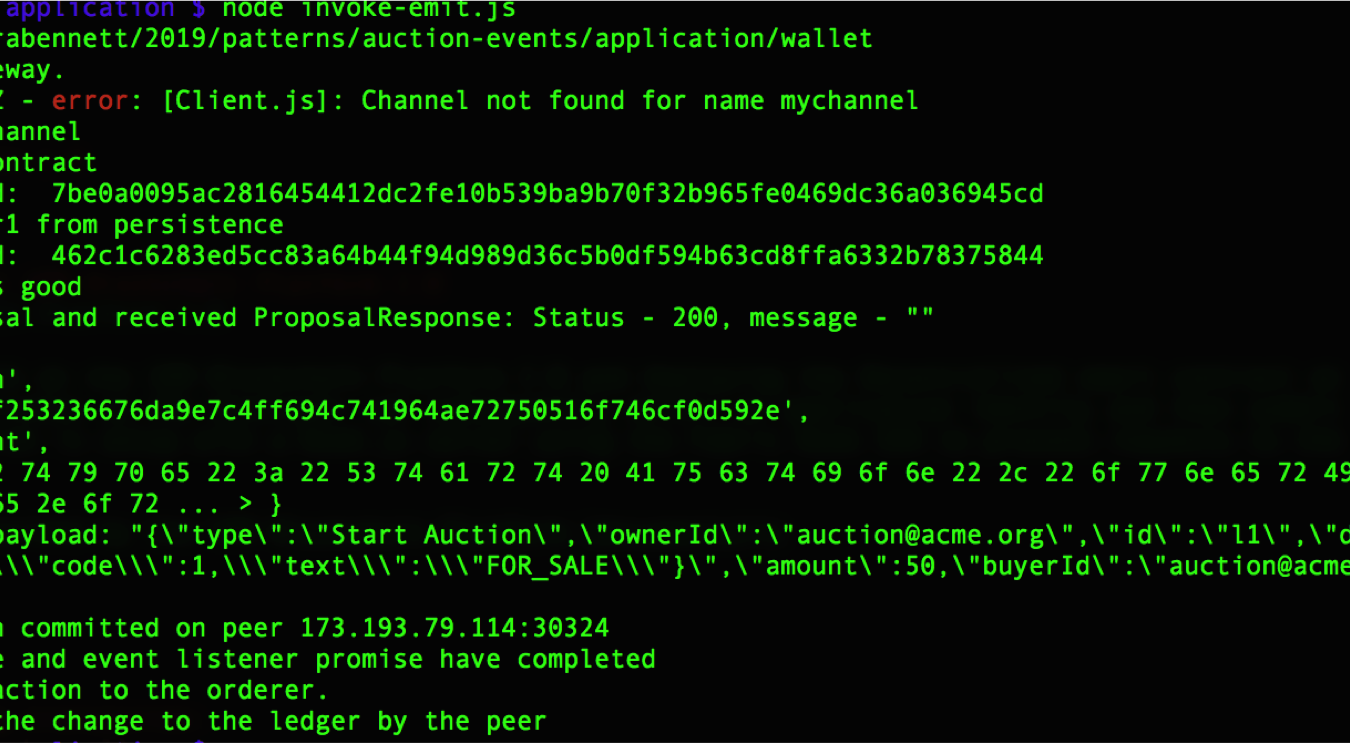 application $ node invoke-emit.js
rabennett/2019/patterns/auction-events/application/wallet
eway.
Z - error: [Client.js]: Channel not found for name mychannel
hannel
ontract
d:  7be0a0095ac2816454412dc2fe10b539ba9b70f32b965fe0469dc36a036945cd
r1 from persistence
d:  462c1c6283ed5cc83a64b44f94d989d36c5b0df594b63cd8ffa6332b78375844
s good
sal and received ProposalResponse: Status - 200, message - ""
n',
f253236676da9e7c4ff694c741964ae72750516f746cf0d592e',
nt',
2 74 79 70 65 22 3a 22 53 74 61 72 74 20 41 75 63 74 69 6f 6e 22 2c 22 6f 77 6e 65 72 49
65 2e 6f 72 ... > }
payload: "{\"type\":\"Start Auction\",\"ownerId\":\"auction@acme.org\",\"id\":\"l1\",\"d
\\\"code\\\":1,\\\"text\\\":\\\"FOR_SALE\\\"}\",\"amount\":50,\"buyerId\":\"auction@acme
n committed on peer 173.193.79.114:30324
e and event listener promise have completed
action to the orderer.
the change to the ledger by the peer